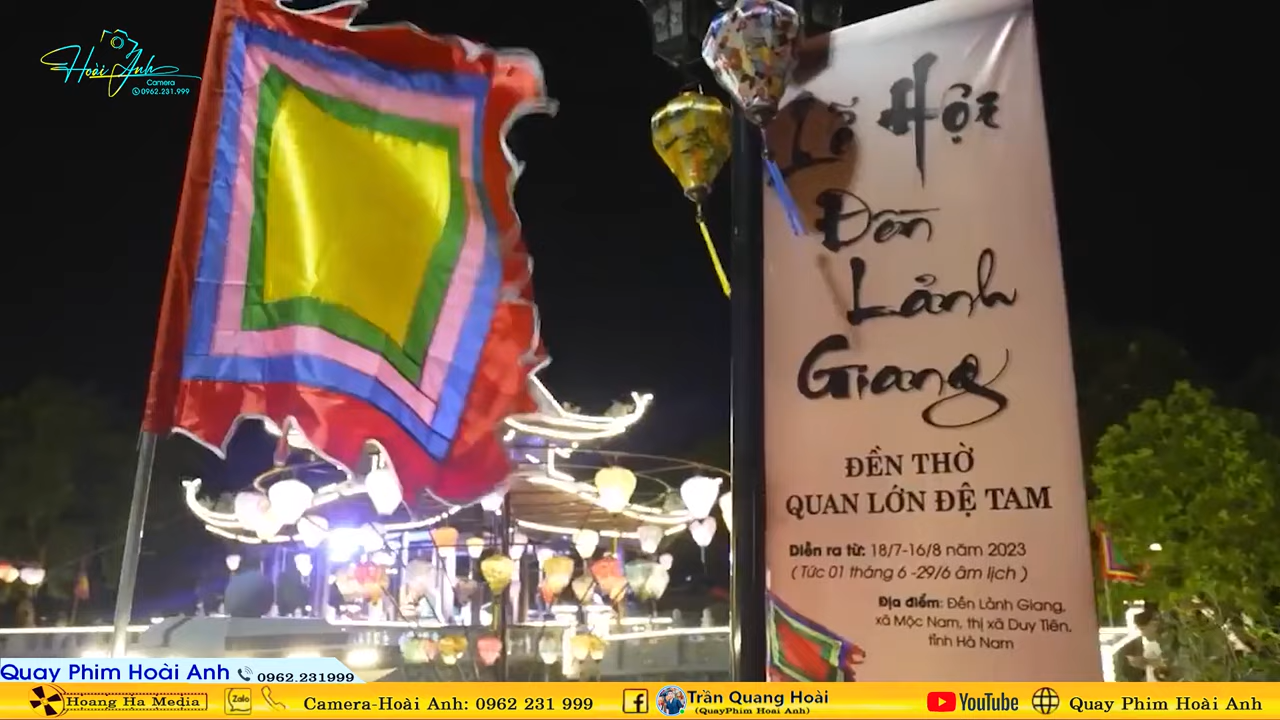 Hoài Anh
Camera
0962.231.999
Lễ Hội
Đền
Lảnh
Giang
ĐỀN THỜ
QUAN LỚN ĐỆ TAM
Diễn ra từ: 18/7-16/8 năm 2023
( Tức 01 tháng 6 -29/6 âm lịch )
Địa điểm: Đền Lảnh Giang,
xã Mộc Nam, thị xã Duy Tiên,
tỉnh Hà Nam
Quay Phim Hoài Anh 0962.231999
Hoang Ha Media Zalo Camera-Hoài Anh: 0962 231 999 Trần Quang Hoài YouTube Quay Phim Hoài Anh
(QuayPhim Hoai Anh)